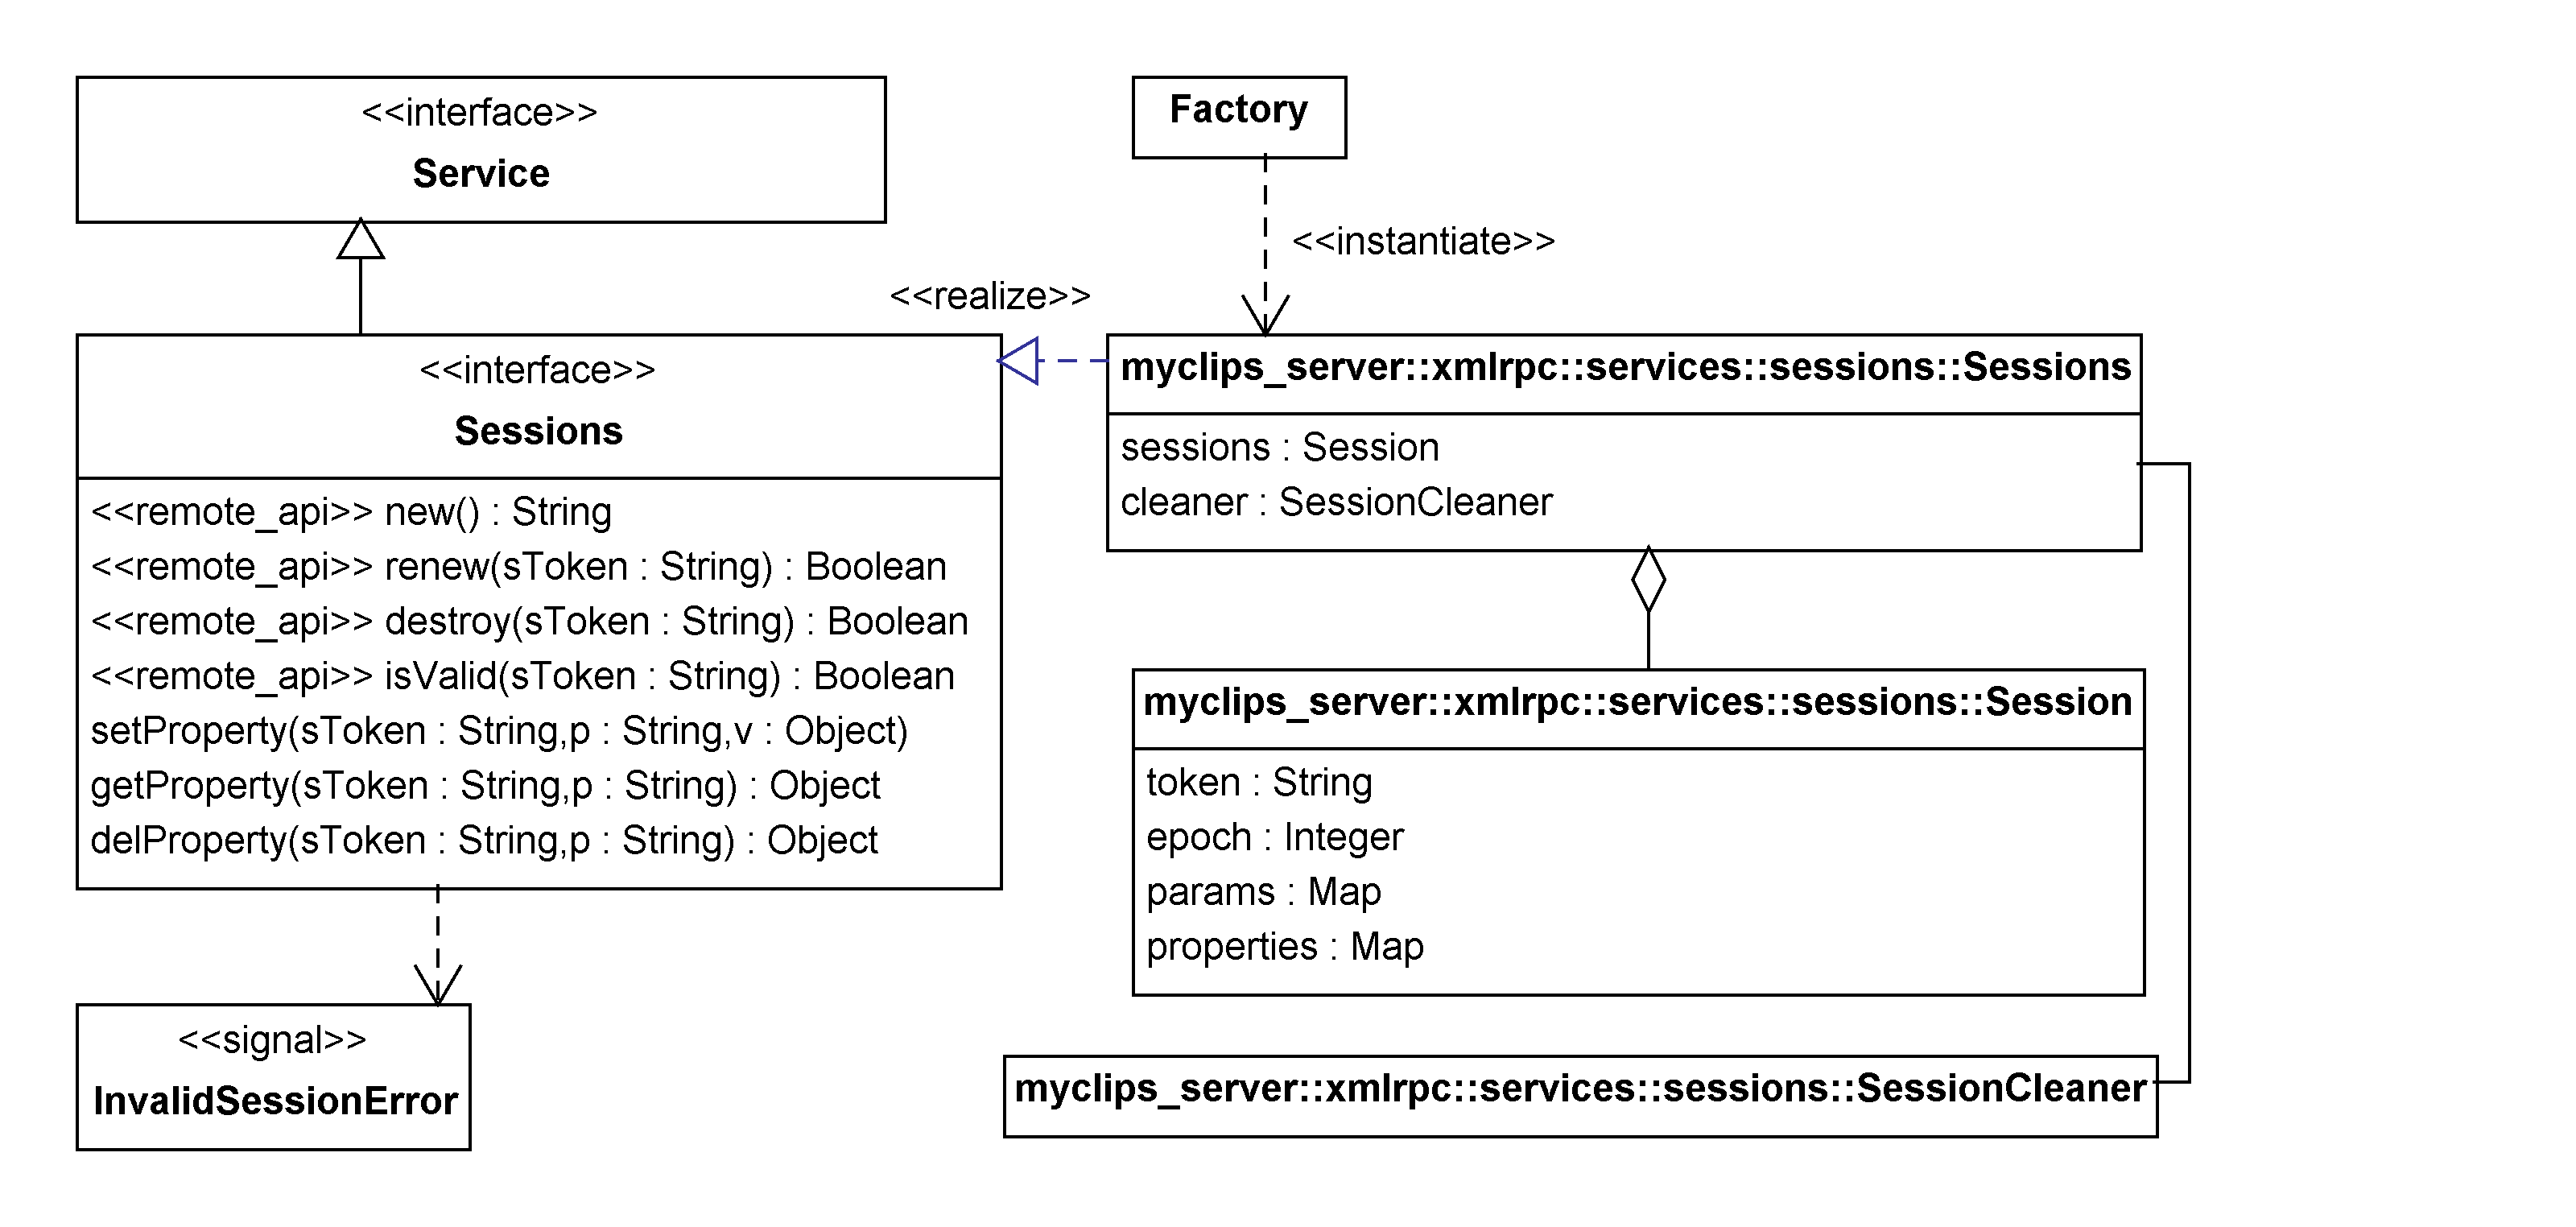 <<interface>>
Service
Factory
<<instantiate>>
<<realize>>
<<interface>>
Sessions
<<remote_api>> new() : String
<<remote_api>> renew(sToken : String) : Boolean
<<remote_api>> destroy(sToken : String) : Boolean
<<remote_api>> isValid(sToken : String) : Boolean
setProperty(sToken : String,p : String,v : Object)
getProperty(sToken : String,p : String) : Object
delProperty(sToken : String,p : String) : Object
myclips_server::xmlrpc::services::sessions::Sessions
sessions : Session
cleaner : SessionCleaner
myclips_server::xmlrpc::services::sessions::Session
token : String
epoch : Integer
params : Map
properties : Map
<<signal>>
InvalidSessionError
myclips_server::xmlrpc::services::sessions::SessionCleaner